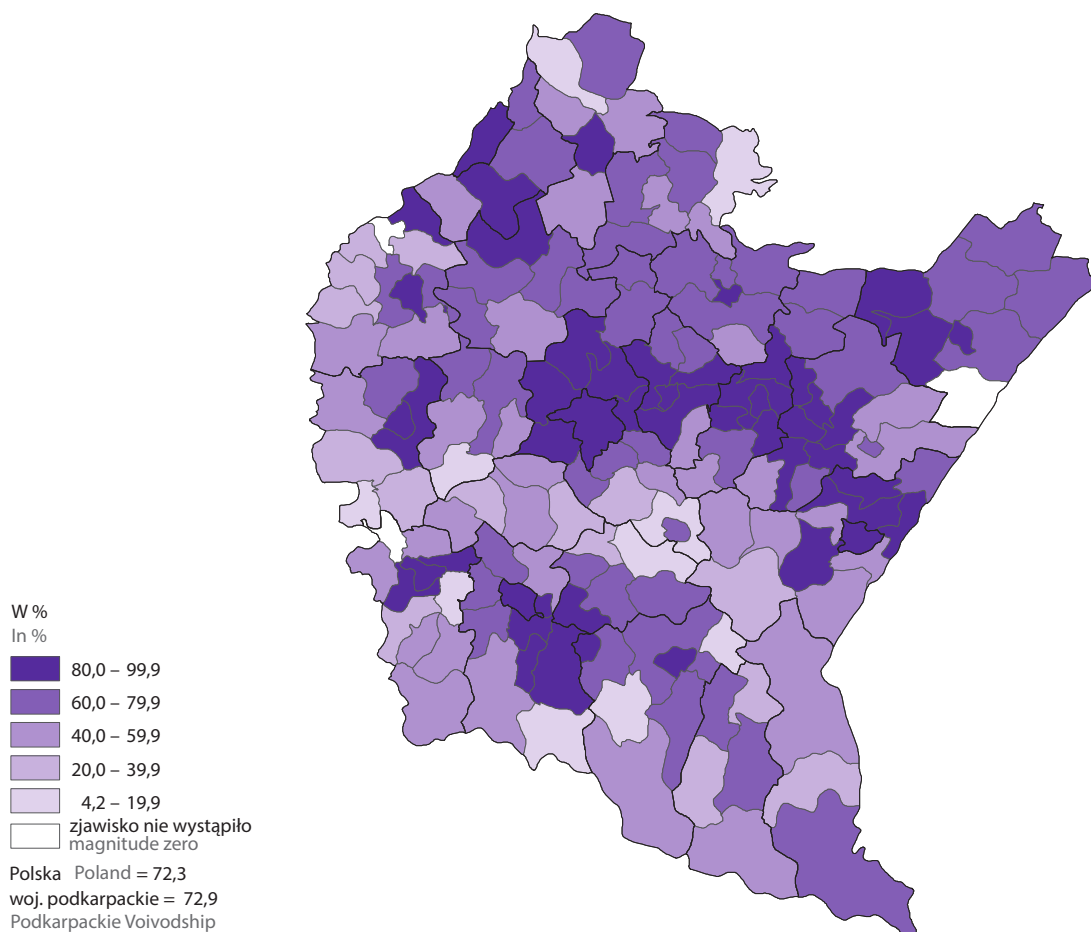 W %
In %
80,0 – 99,9
60,0 – 79,9
40,0 – 59,9
20,0 – 39,9
4,2 – 19,9
zjawisko nie wystąpiło
magnitude zero
Polska Poland = 72,3
woj. podkarpackie = 72,9
Podkarpackie Voivodship